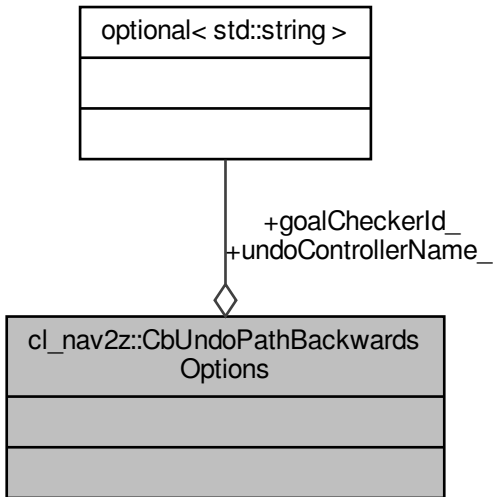 optional< std::string >
+goalCheckerId_
+undoControllerName_
cl_nav2z::CbUndoPathBackwards
Options